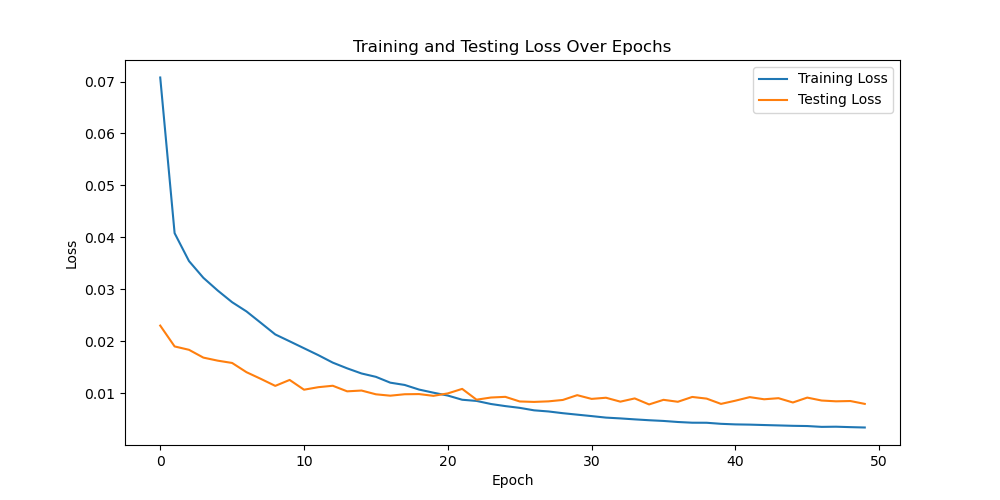 Training and Testing Loss Over Epochs
Training Loss
Testing Loss
0.07
0.06
0.05
0.04
0.03
0.02
0.01
Loss
0
10
20
30
40
50
Epoch